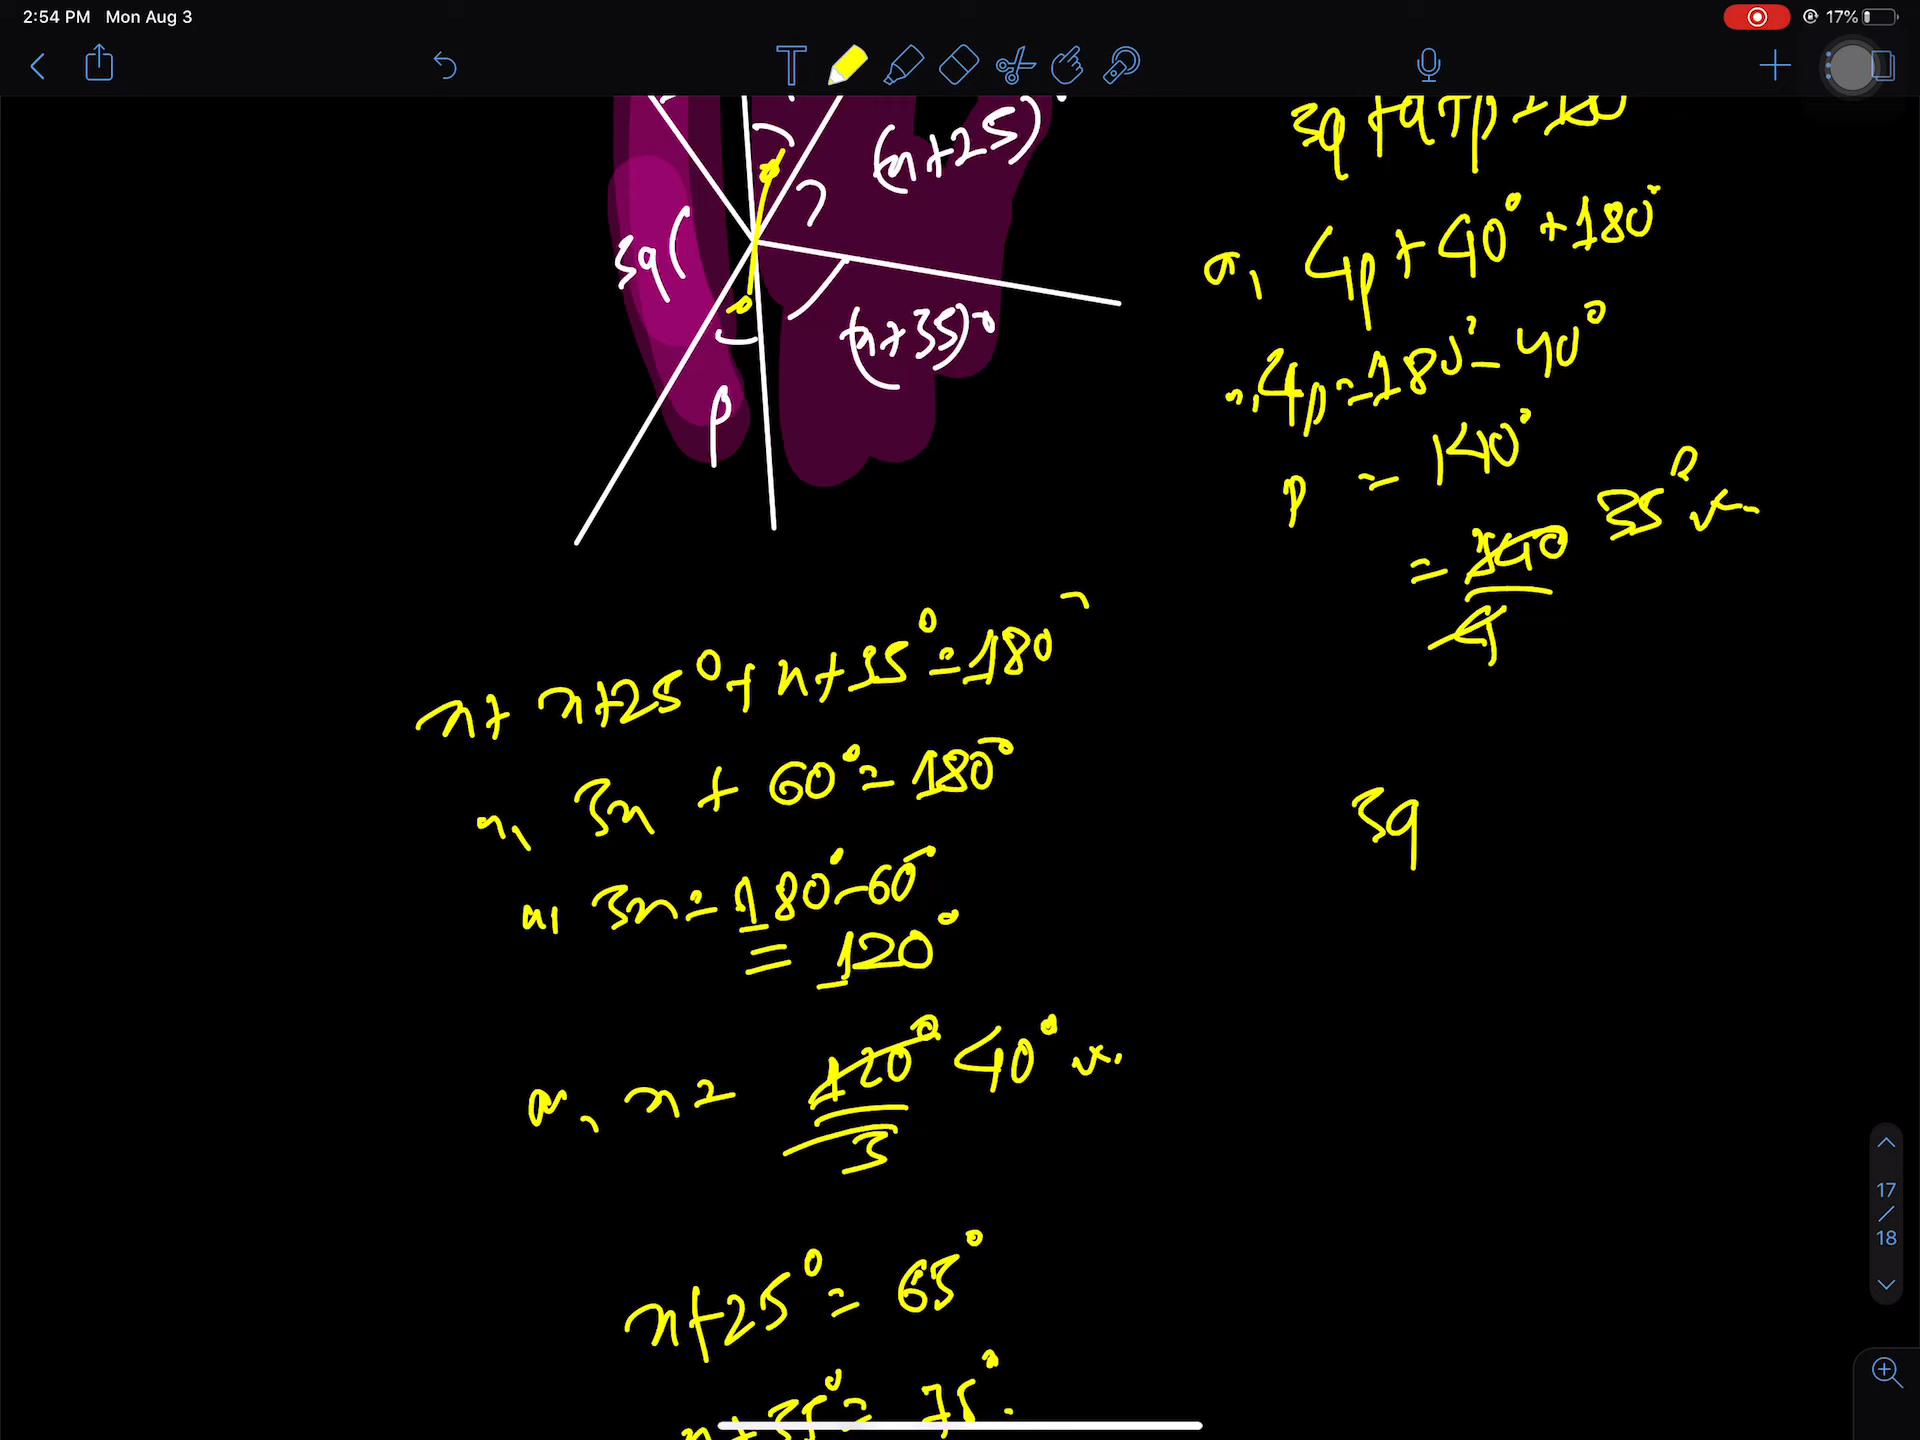 2:54 PM Mon Aug 3
17%
(x+25)°
3q
(x+35)°
p
3q+q+p=180
or, 4p+40°+180°
or, 4p=180°-40°
p = 140°
= 140 35°
4
x+ x+25°+x+35°=180°
or, 3x + 60°=180°
or, 3x=180°-60°
= 120°
or, x= 120° 40°
3
3q
x+25°= 65°
x+35°= 75°.
17
/
18